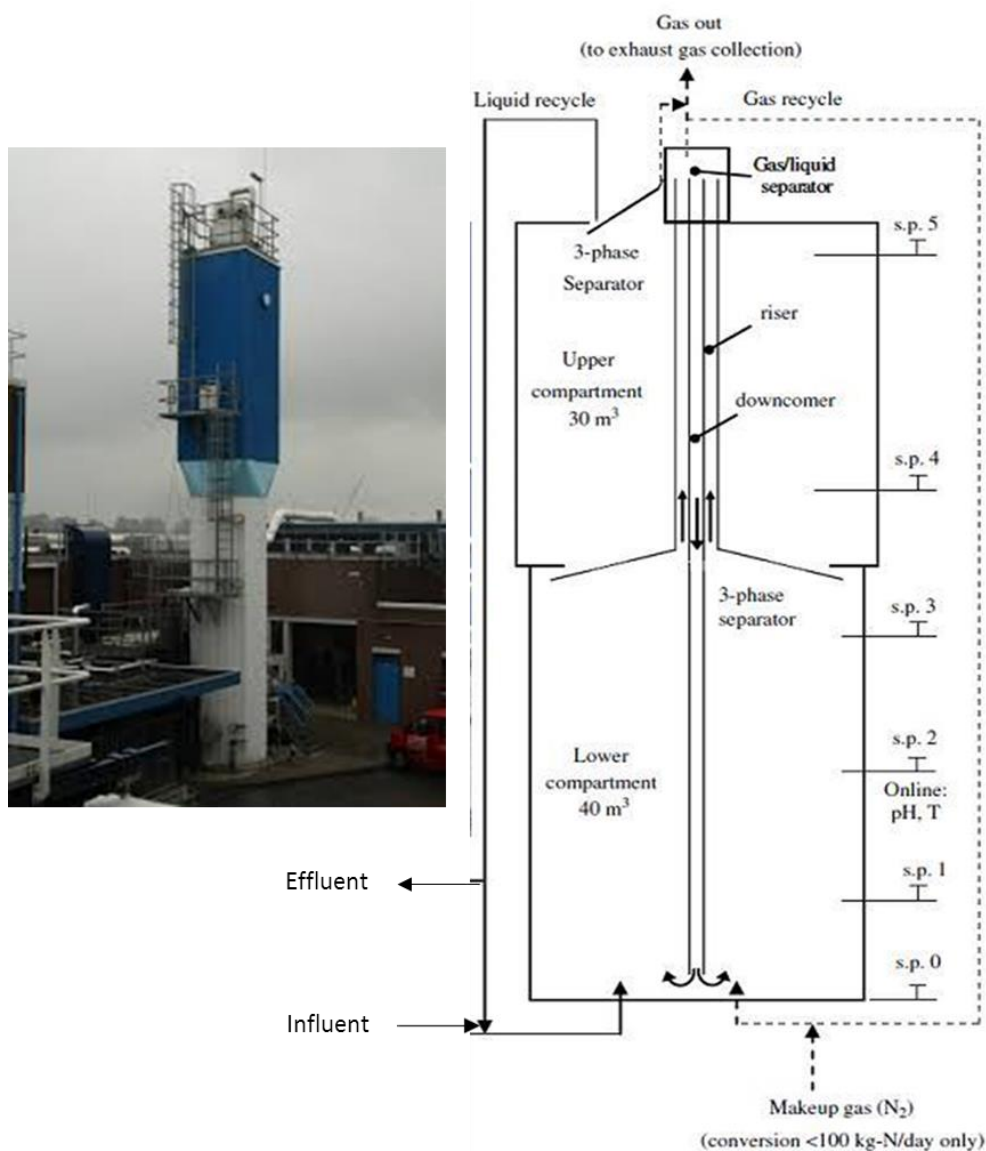 Gas out
(to exhaust gas collection)
Liquid recycle
Gas recycle
Gas/liquid
separator
s.p. 5
3-phase
Separator
riser
Upper
compartment
30 m³
downcomer
s.p. 4
3-phase
separator
s.p. 3
s.p. 2
Lower
compartment
40 m³
Online:
pH, T
s.p. 1
Effluent
s.p. 0
Influent
Makeup gas (N₂)
(conversion <100 kg-N/day only)